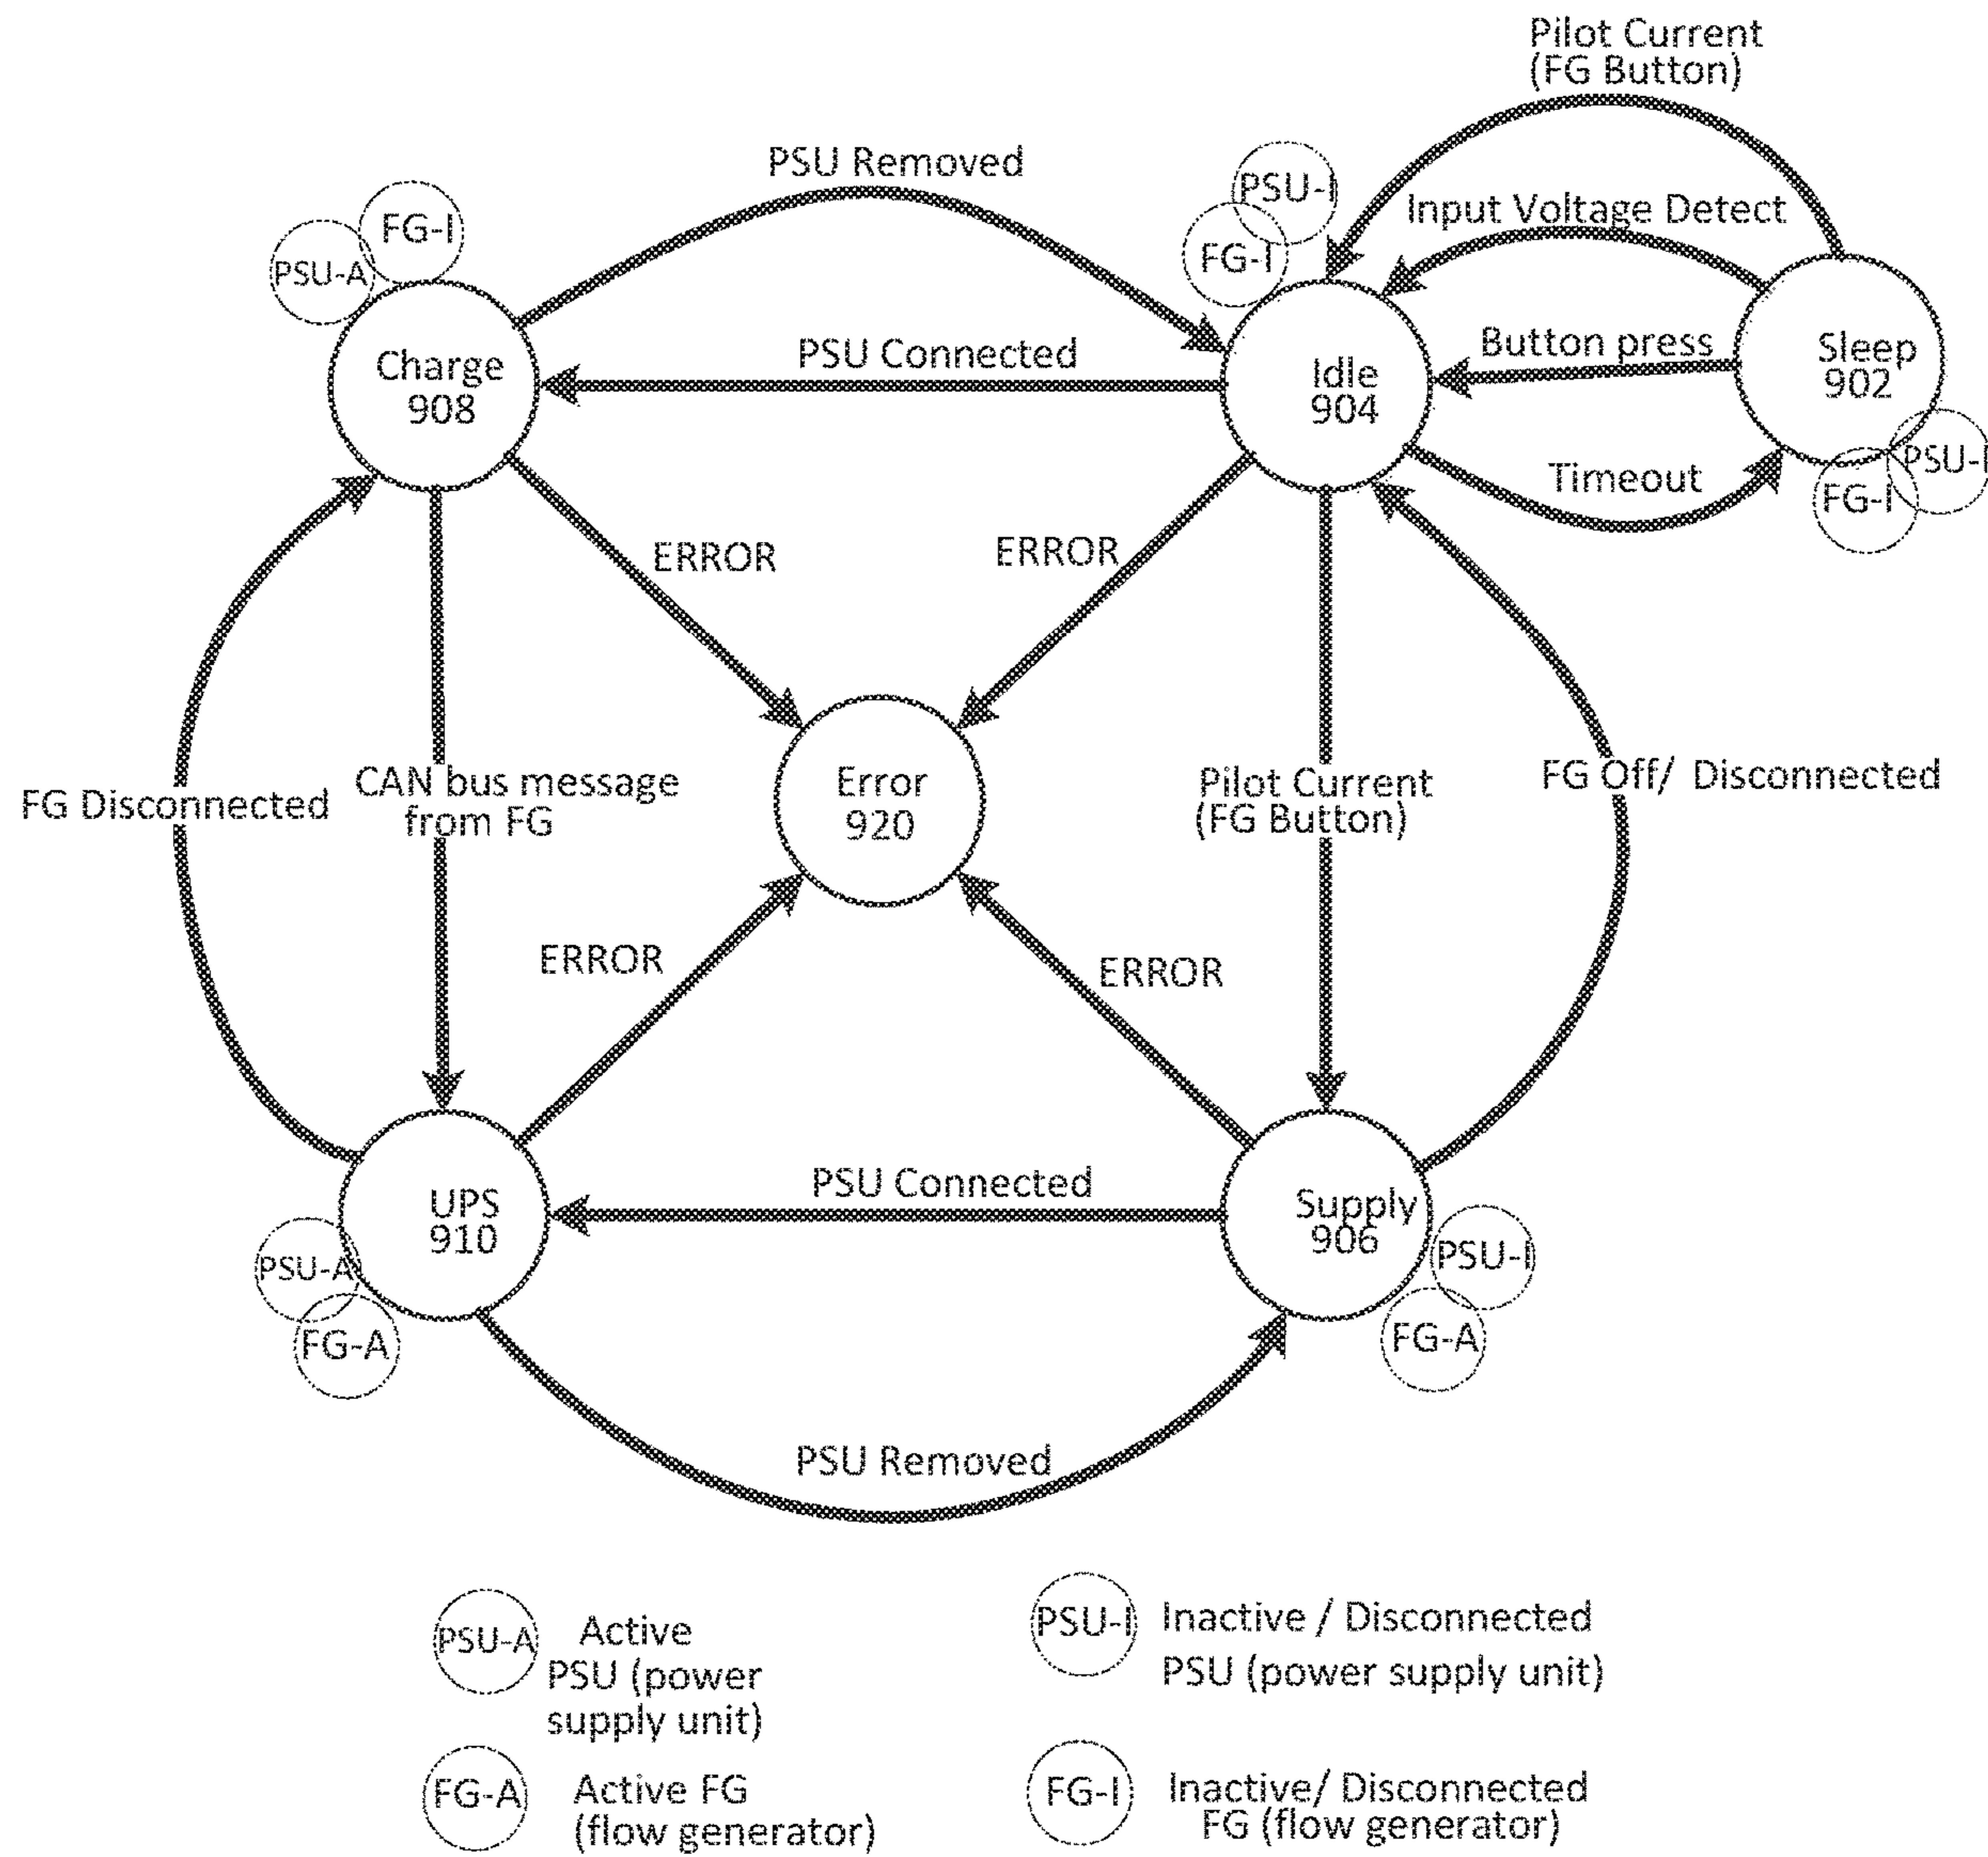 Pilot Current
(FG Button)
PSU Removed
PSU-I
FG-I
Input Voltage Detect
FG-I
PSU-A
Charge
908
PSU Connected
Idle
904
Button press
Sleep
902
PSU-I
FG-I
Timeout
ERROR
ERROR
FG Disconnected
CAN bus message
from FG
Error
920
Pilot Current
(FG Button)
FG Off/ Disconnected
ERROR
ERROR
UPS
910
PSU-A
FG-A
PSU Connected
Supply
906
PSU-I
FG-A
PSU Removed
PSU-A
Active
PSU (power
supply unit)
PSU-I
Inactive / Disconnected
PSU (power supply unit)
FG-A
Active FG
(flow generator)
FG-I
Inactive/ Disconnected
FG (flow generator)